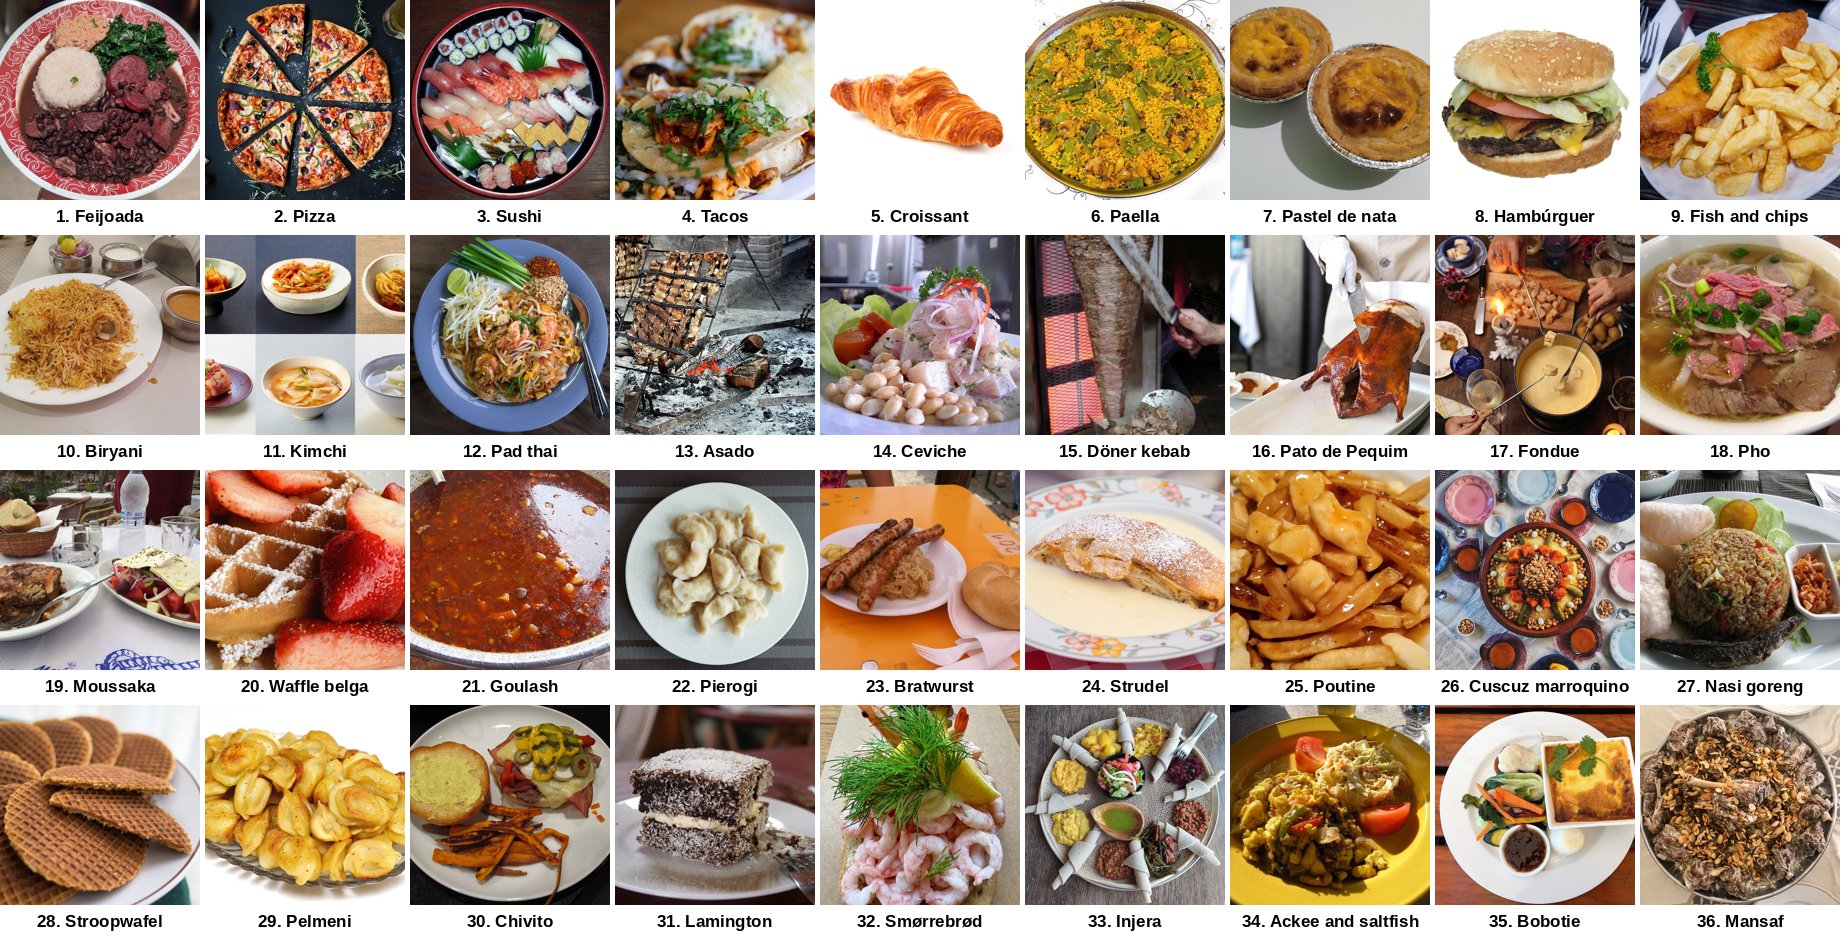 1. Feijoada
2. Pizza
3. Sushi
4. Tacos
5. Croissant
6. Paella
7. Pastel de nata
8. Hambúrguer
9. Fish and chips
10. Biryani
11. Kimchi
12. Pad thai
13. Asado
14. Ceviche
15. Döner kebab
16. Pato de Pequim
17. Fondue
18. Pho
19. Moussaka
20. Waffle belga
21. Goulash
22. Pierogi
23. Bratwurst
24. Strudel
25. Poutine
26. Cuscuz marroquino
27. Nasi goreng
28. Stroopwafel
29. Pelmeni
30. Chivito
31. Lamington
32. Smørrebrød
33. Injera
34. Ackee and saltfish
35. Bobotie
36. Mansaf